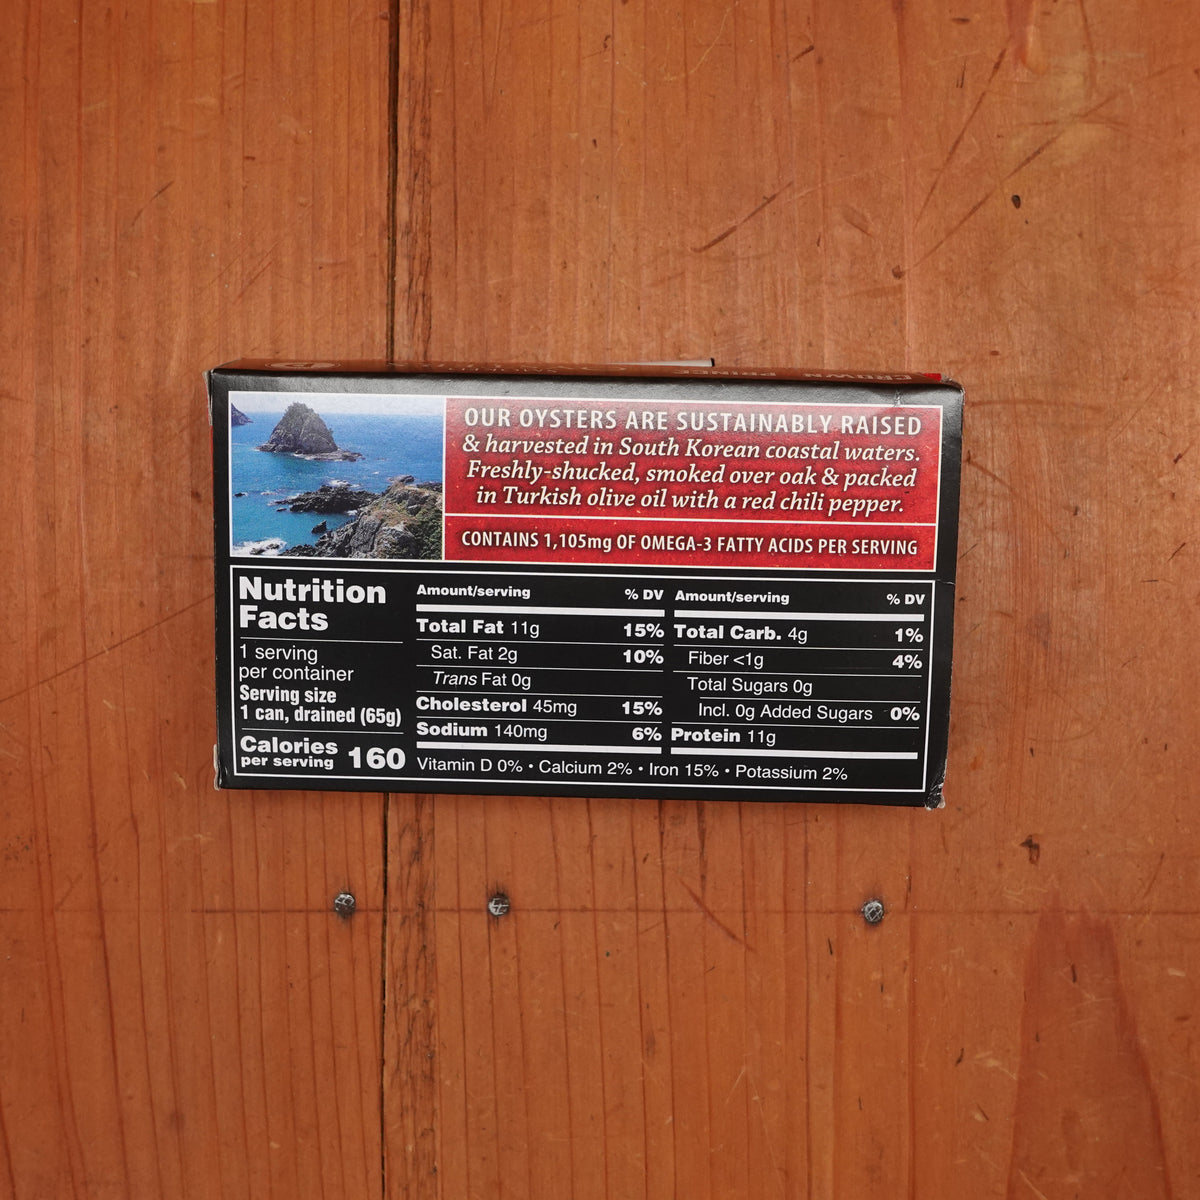 CROWN PRINCE
OUR OYSTERS ARE SUSTAINABLY RAISED
& harvested in South Korean coastal waters.
Freshly-shucked, smoked over oak & packed
in Turkish olive oil with a red chili pepper.
CONTAINS 1,105mg OF OMEGA-3 FATTY ACIDS PER SERVING
Nutrition
Facts
1 serving
per container
Serving size
1 can, drained (65g)
Calories
per serving 160
Amount/serving % DV
Total Fat 11g 15%
Sat. Fat 2g 10%
Trans Fat 0g
Cholesterol 45mg 15%
Sodium 140mg 6%
Amount/serving % DV
Total Carb. 4g 1%
Fiber <1g 4%
Total Sugars 0g
Incl. 0g Added Sugars 0%
Protein 11g
Vitamin D 0% • Calcium 2% • Iron 15% • Potassium 2%